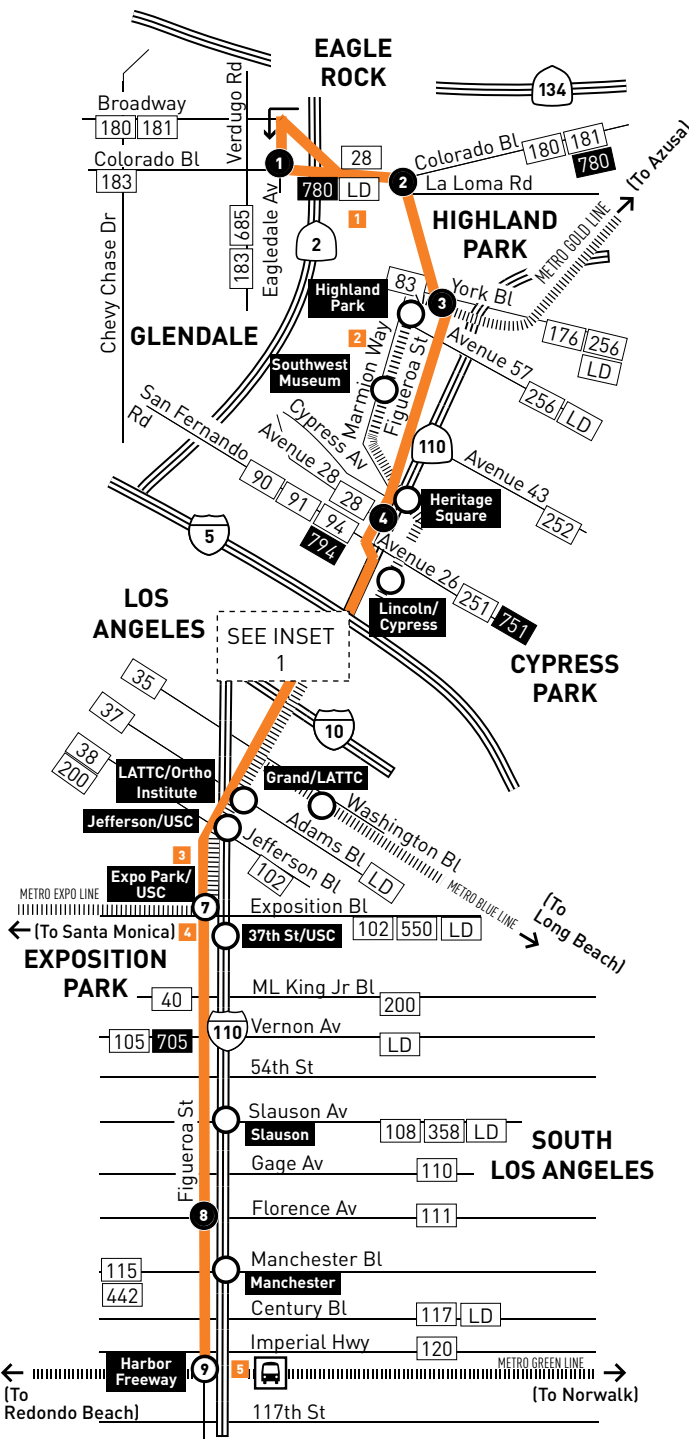 EAGLE
ROCK
134
Broadway
180 181
Verdugo Rd
Colorado Bl
183
1
28
2
Colorado Bl
180 181
780
780 LD
La Loma Rd
(To Azusa)
1
Eagledale Av
183 685
2
HIGHLAND
PARK
METRO GOLD LINE
Chevy Chase Dr
GLENDALE
Highland
Park
83
3
York Bl
176 256
LD
2
Marmion Way
Figueroa St
Avenue 57
256 LD
Southwest
Museum
San Fernando
Rd
Cypress Av
Avenue 28
28
110
Avenue 43
252
90 91 94
794
4
Heritage
Square
5
Avenue 26
251 751
Lincoln/
Cypress
LOS
ANGELES
SEE INSET
1
CYPRESS
PARK
35
37
38
200
10
LATTC/Ortho
Institute
Grand/LATTC
Washington Bl
Jefferson/USC
Adams Bl
LD
Jefferson Bl
102
3
Expo Park/
USC
METRO EXPO LINE
METRO BLUE LINE
7
Exposition Bl
102 550 LD
(To
Long Beach)
(To Santa Monica)
4
37th St/USC
EXPOSITION
PARK
40
ML King Jr Bl
200
105 705
110
Vernon Av
LD
54th St
Figueroa St
Slauson Av
Slauson
108 358 LD
SOUTH
LOS ANGELES
Gage Av
110
8
Florence Av
111
115
442
Manchester Bl
Manchester
Century Bl
117 LD
Imperial Hwy
120
Harbor
Freeway
9
5
METRO GREEN LINE
(To
Redondo Beach)
(To Norwalk)
117th St